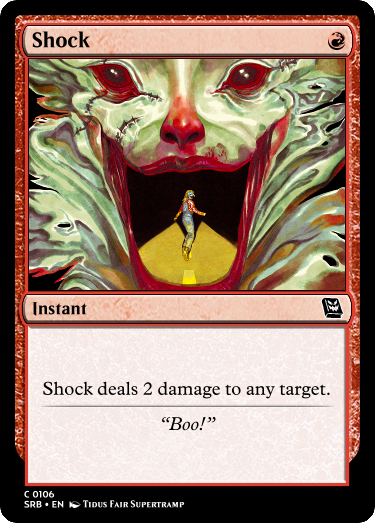 Shock
Instant
Shock deals 2 damage to any target.
“Boo!”
C 0106
SRB • EN Tidus Fair Supertramp